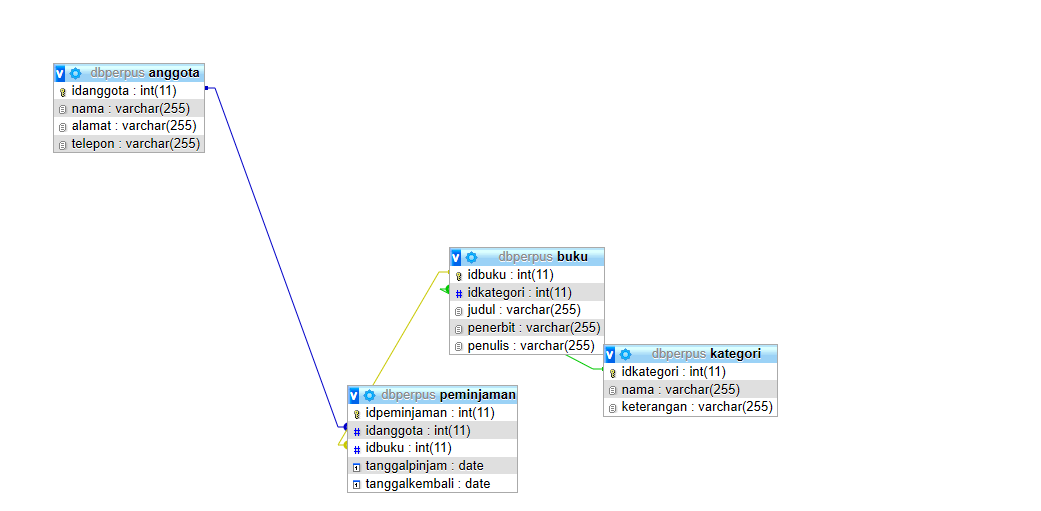 dbperpus anggota
idanggota : int(11)
nama : varchar(255)
alamat : varchar(255)
telepon : varchar(255)
dbperpus buku
idbuku : int(11)
idkategori : int(11)
judul : varchar(255)
penerbit : varchar(255)
penulis : varchar(255)
dbperpus kategori
idkategori : int(11)
nama : varchar(255)
keterangan : varchar(255)
dbperpus peminjaman
idpeminjaman : int(11)
idanggota : int(11)
idbuku : int(11)
tanggalpinjam : date
tanggalkembali : date